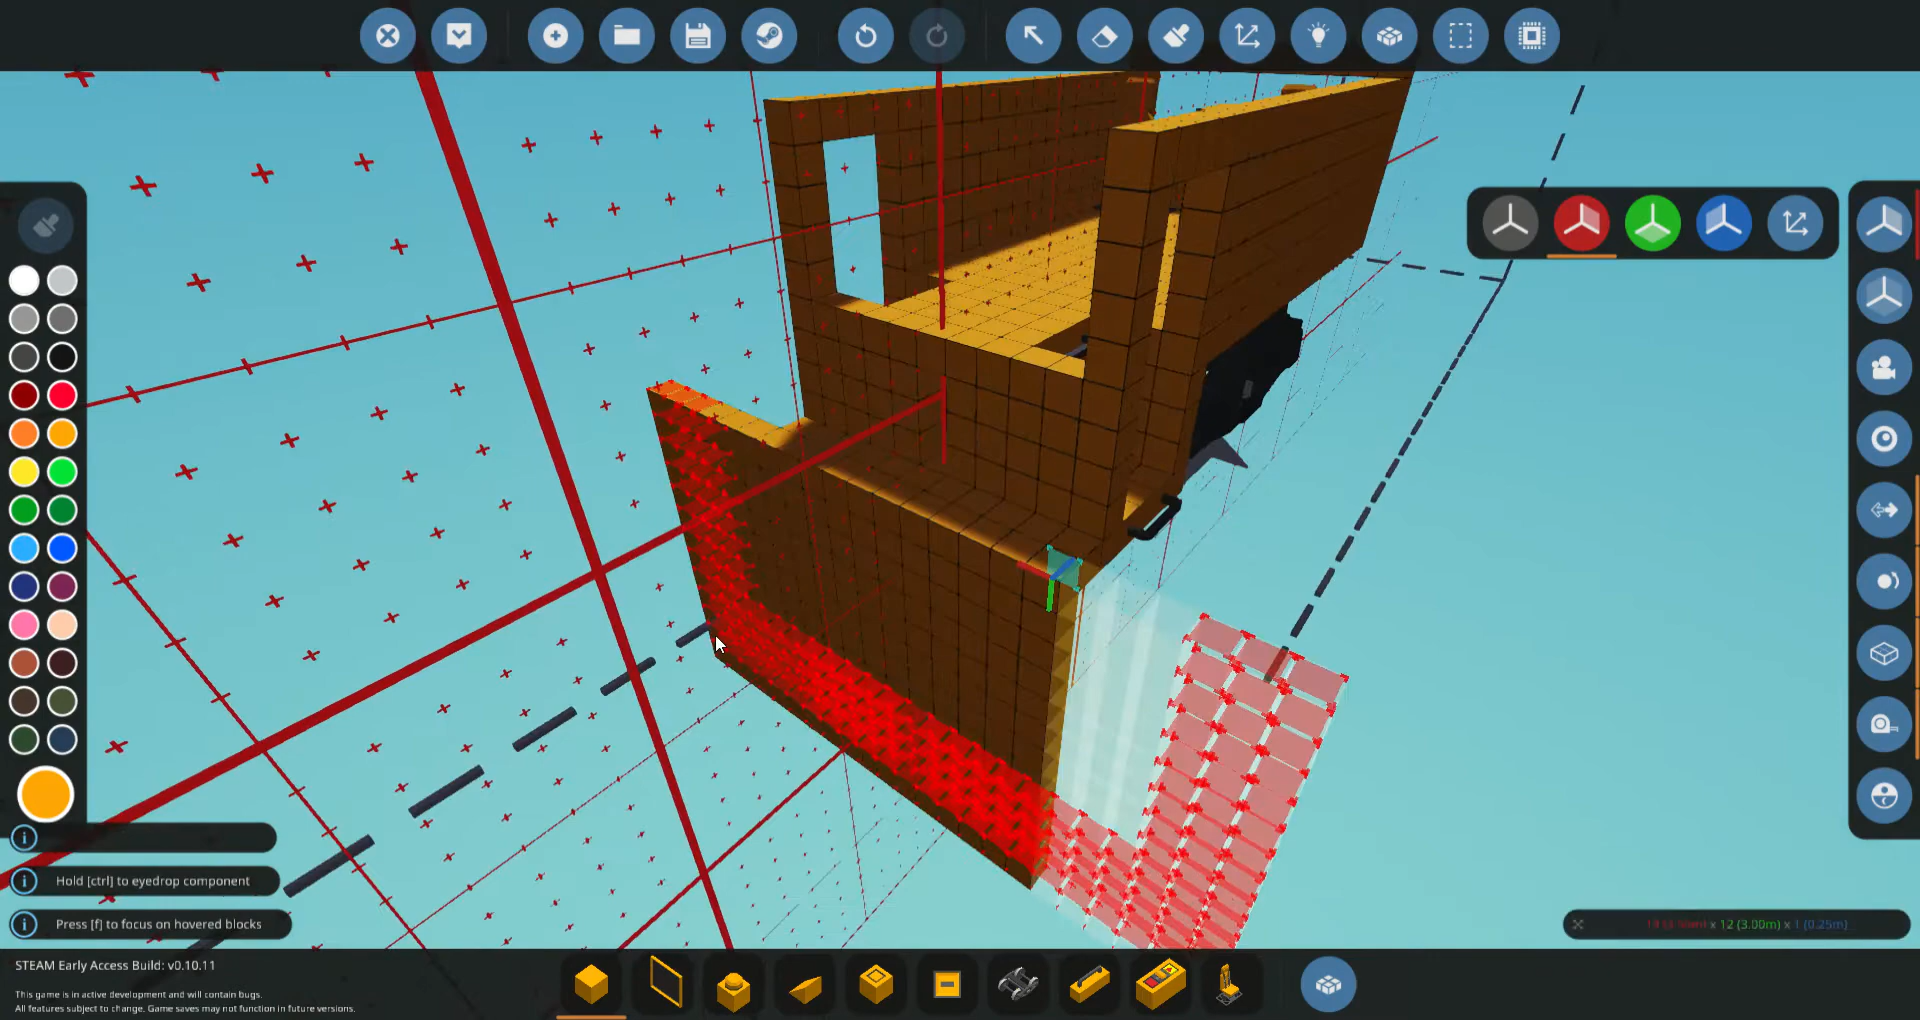 Hold [ctrl] to eyedrop component
Press [f] to focus on hovered blocks
x 12 (3.00m) x 1 (0.25m)
STEAM Early Access Build: v0.10.11
This game is in active development and will contain bugs.
All features subject to change. Game saves may not function in future versions.